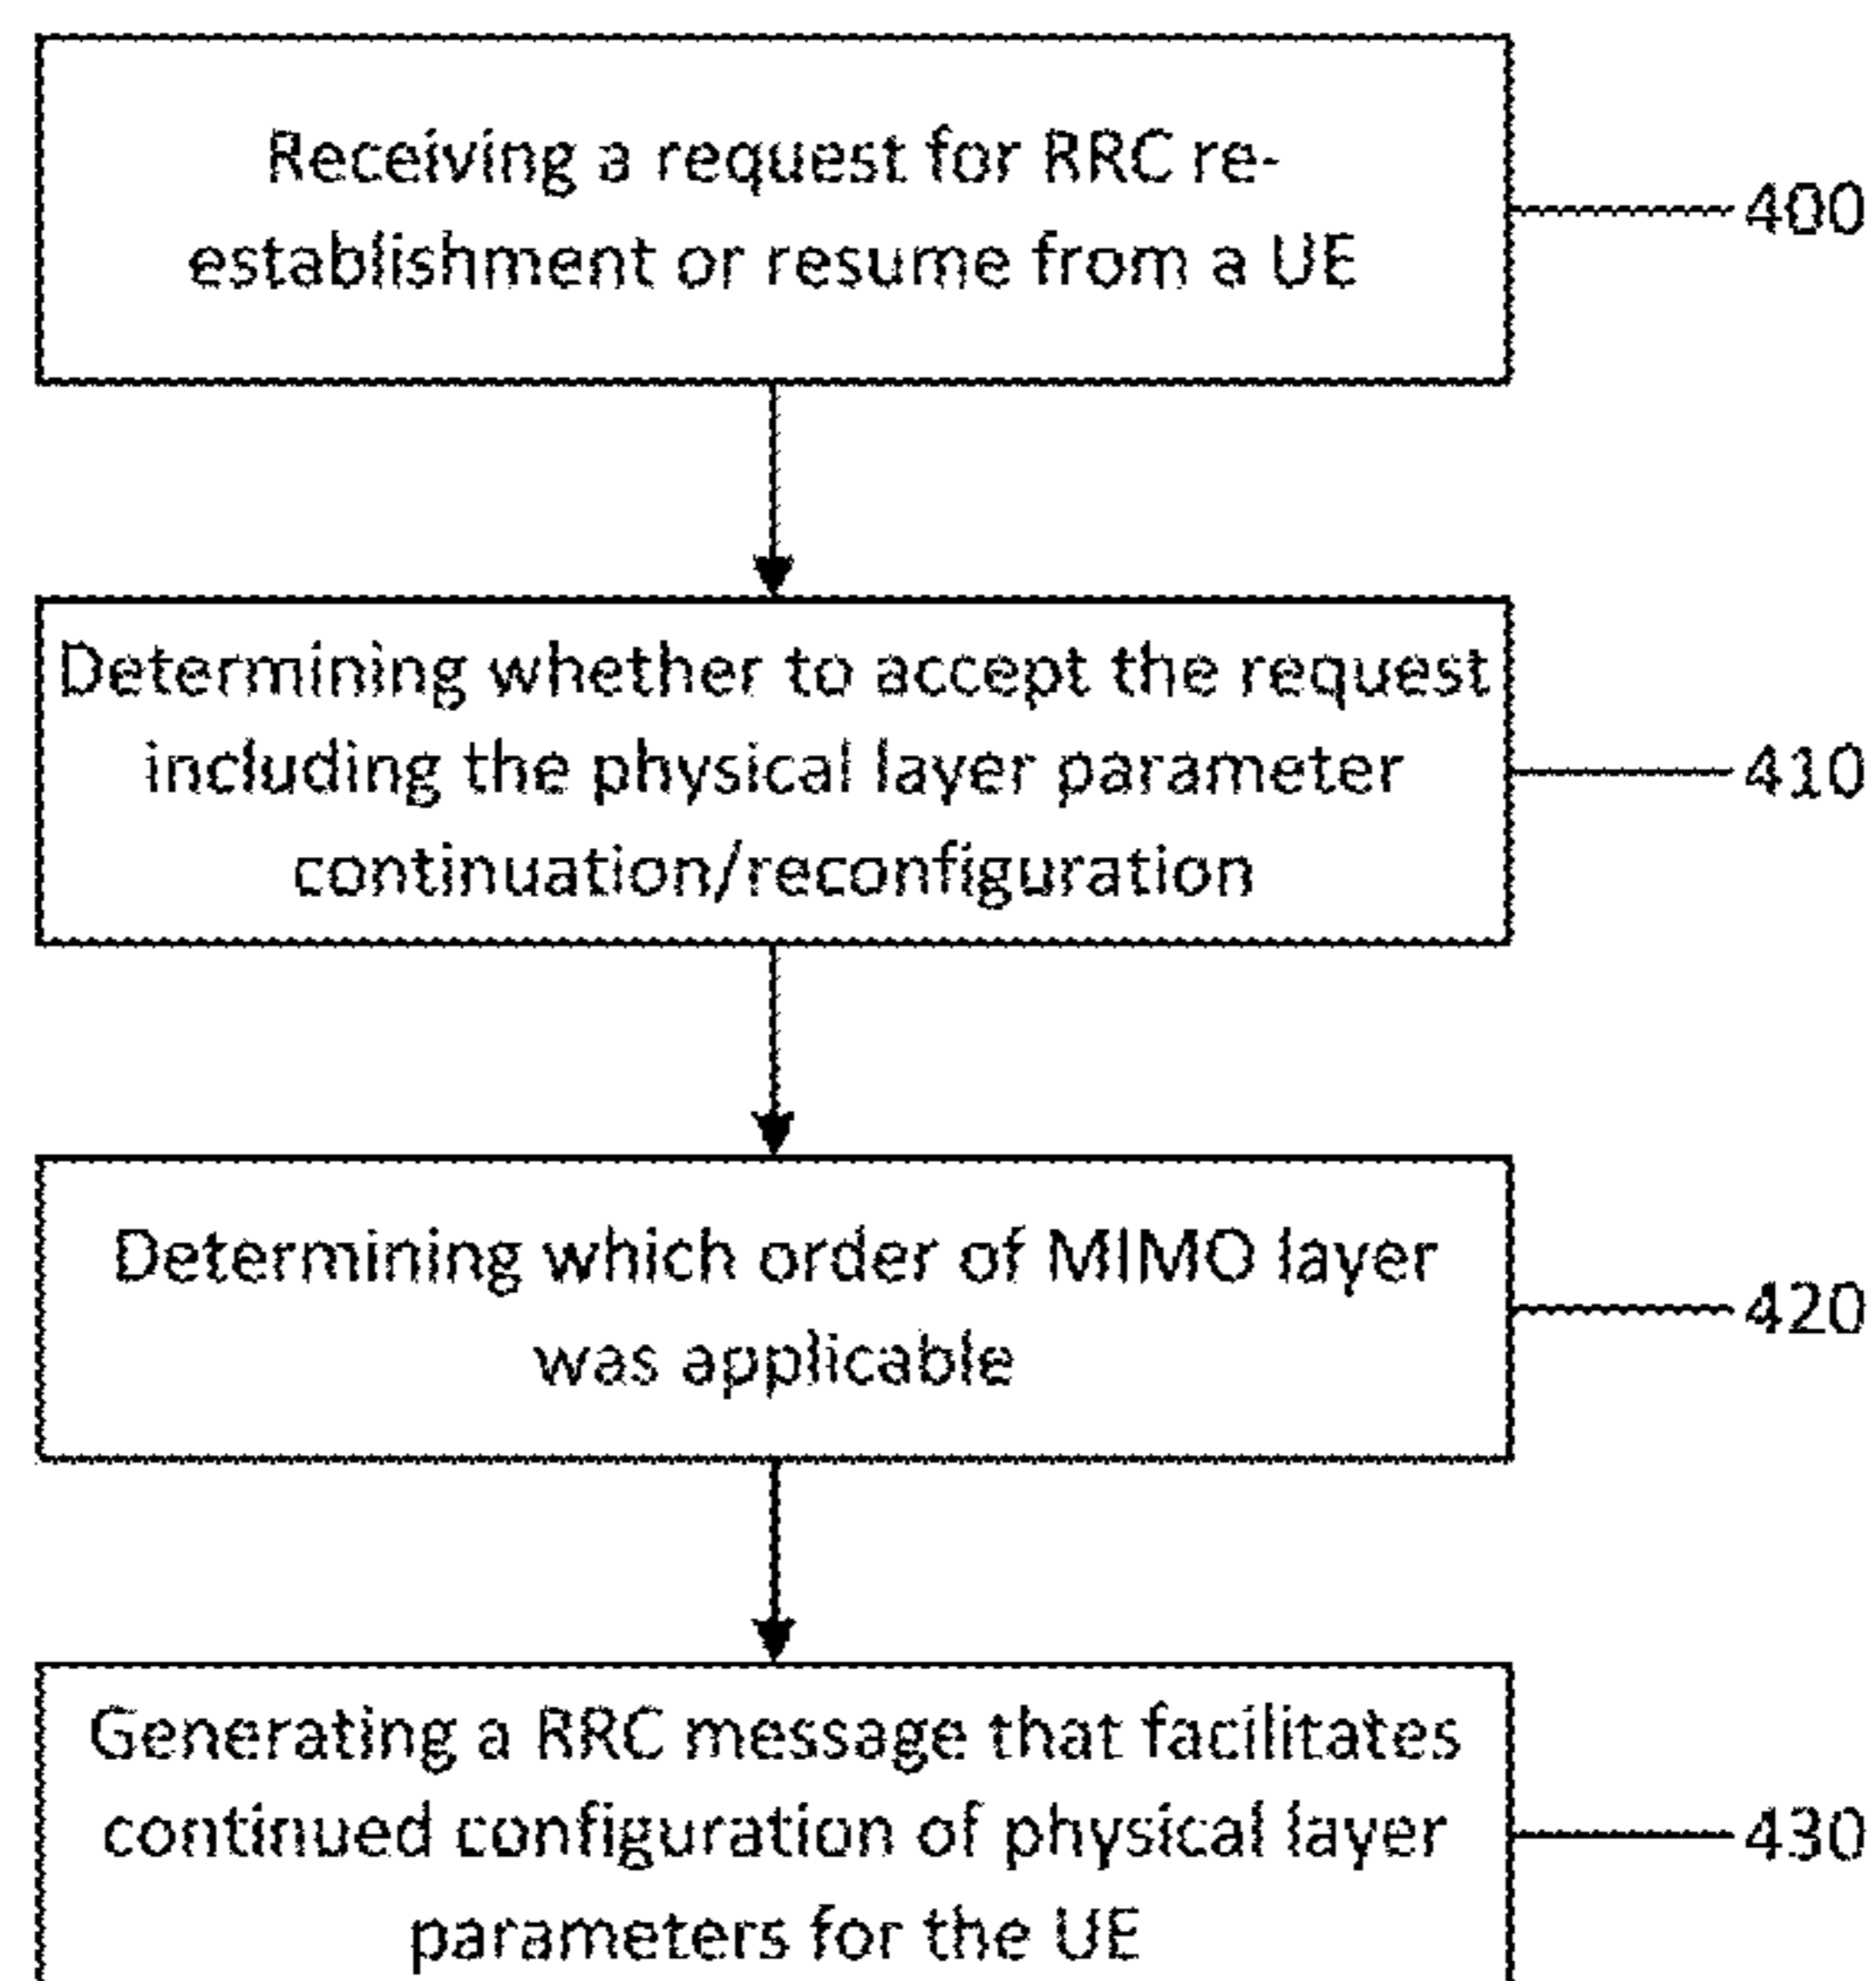 Receiving a request for RRC re-
establishment or resume from a UE
400
Determining whether to accept the request
including the physical layer parameter
continuation/reconfiguration
410
Determining which order of MIMO layer
was applicable
420
Generating a RRC message that facilitates
continued configuration of physical layer
parameters for the UE
430